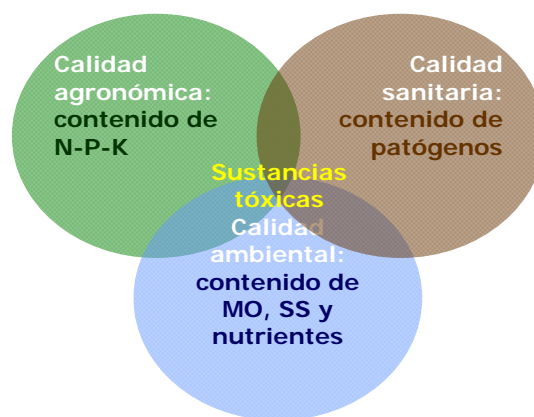 Calidad
agronómica:
contenido de
N-P-K
Calidad
sanitaria:
contenido de
patógenos
Sustancias
tóxicas
Calidad
ambiental:
contenido de
MO, SS y
nutrientes